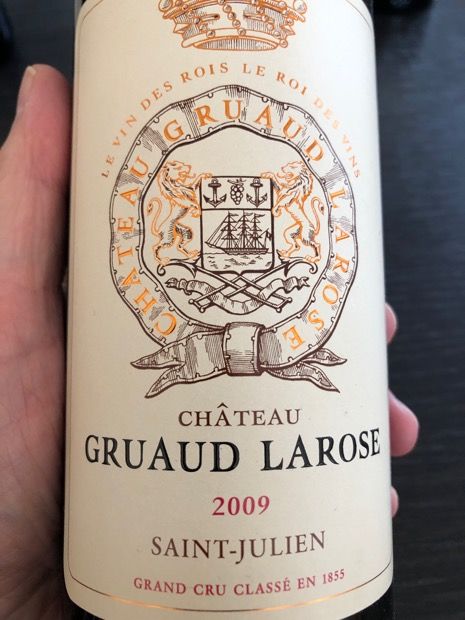 LE VIN DES ROIS LE ROI DES VINS
CHATEAU GRUAUD LAROSE
CHÂTEAU
GRUAUD LAROSE
2009
SAINT-JULIEN
GRAND CRU CLASSÉ EN 1855